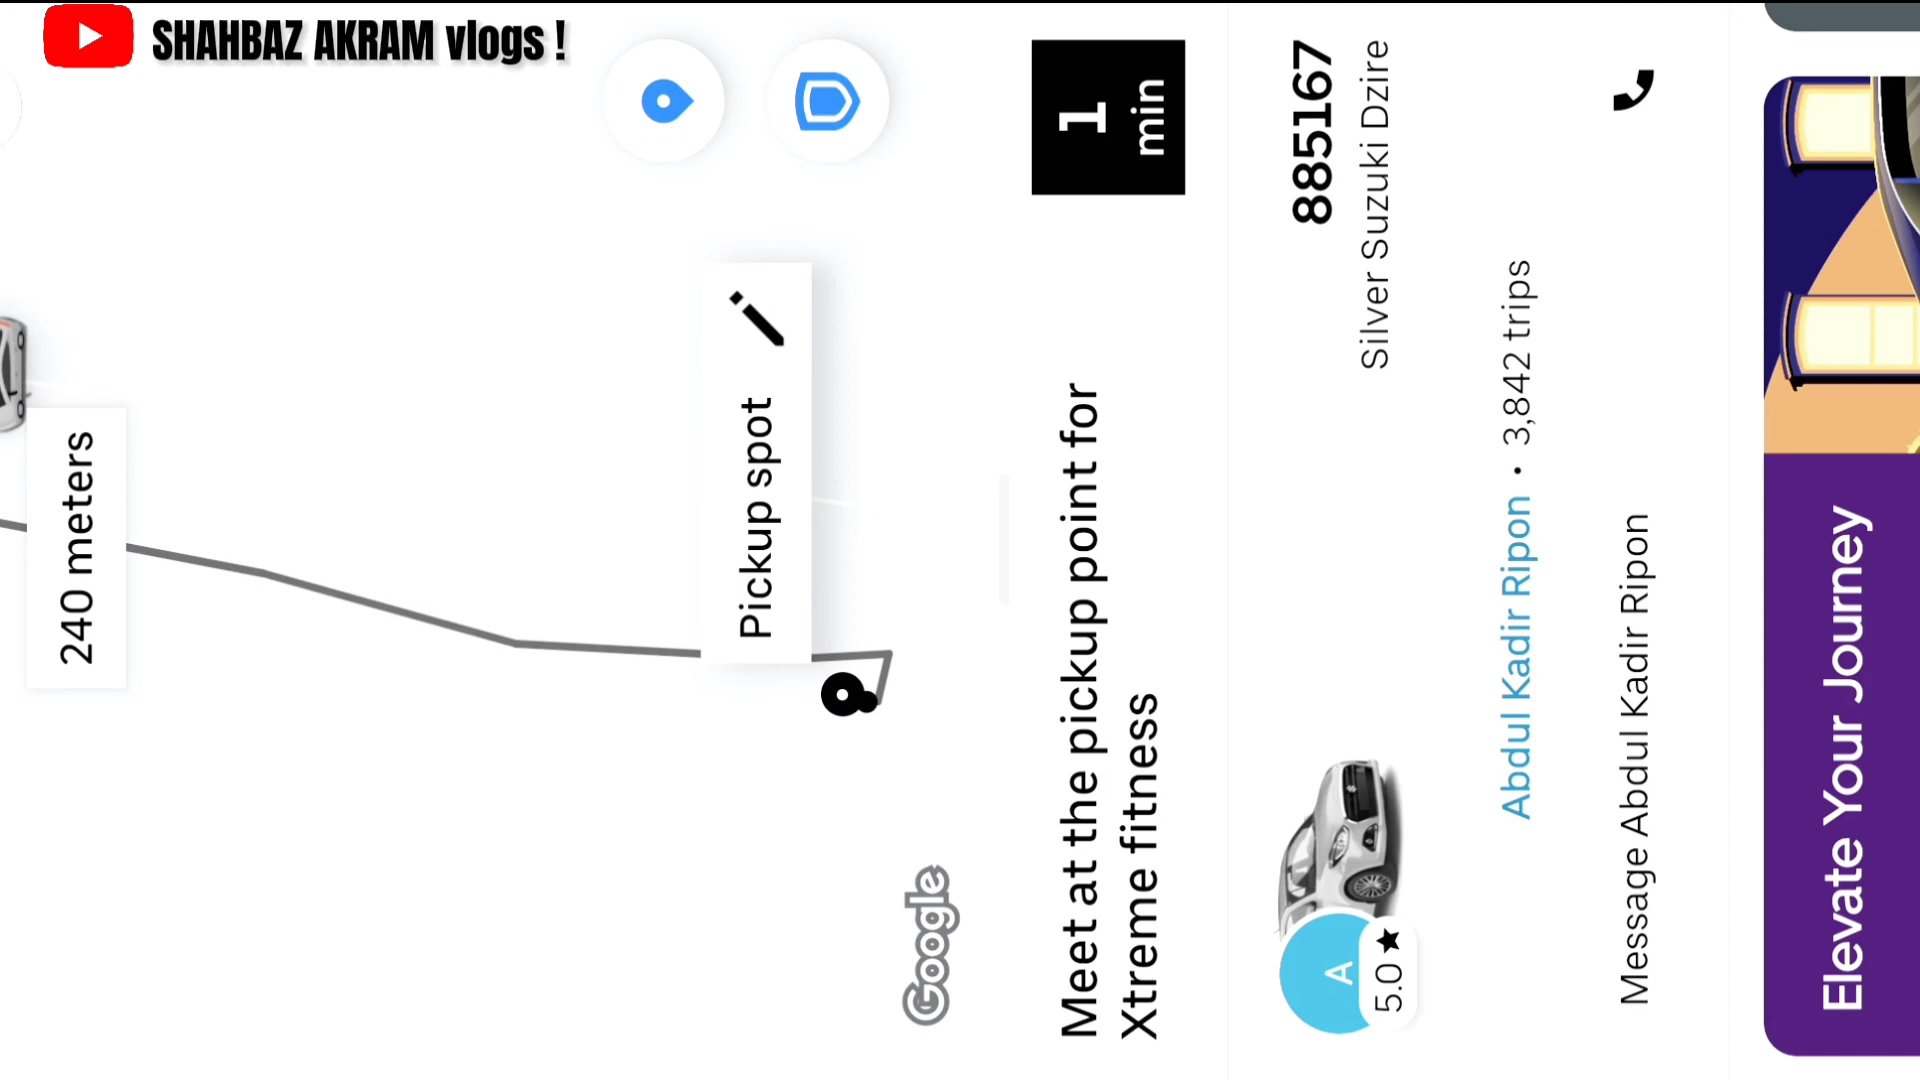 SHAHBAZ AKRAM vlogs !
240 meters
Pickup spot
Google
Meet at the pickup point for
Xtreme fitness
1
min
885167
Silver Suzuki Dzire
A
5.0 ★
Abdul Kadir Ripon • 3,842 trips
Message Abdul Kadir Ripon
Elevate Your Journey